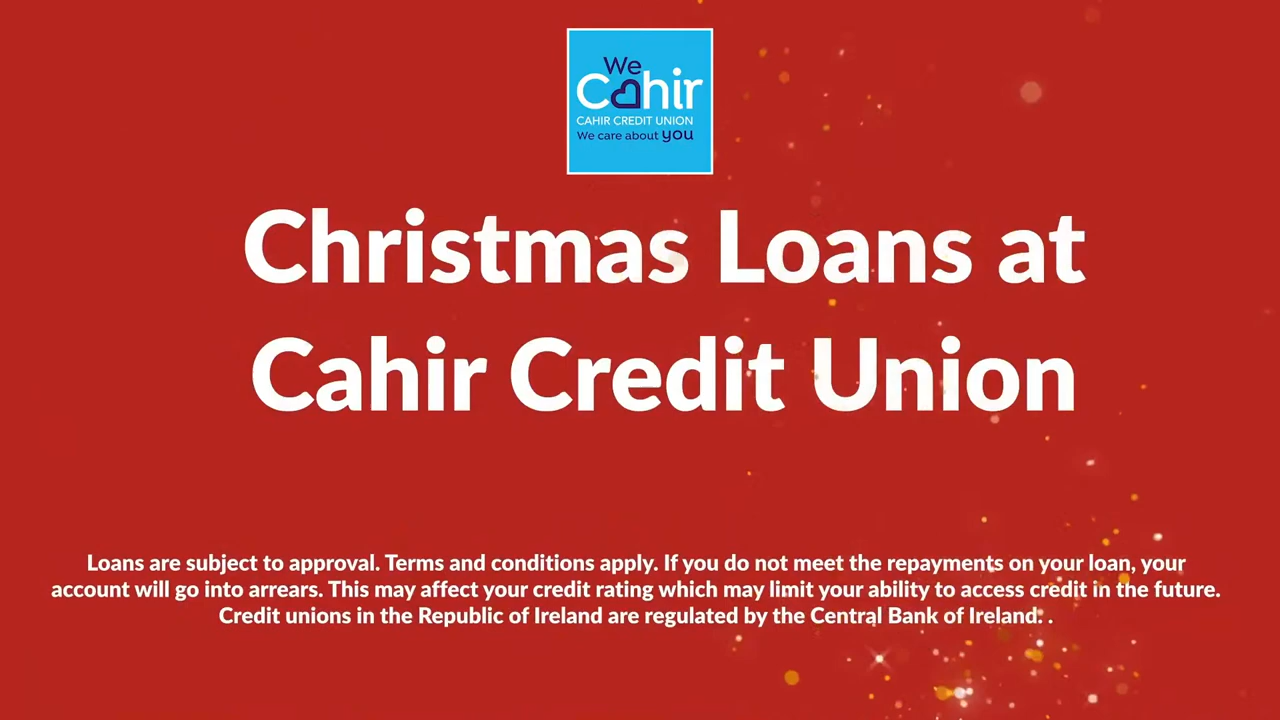 We
Cahir
CAHIR CREDIT UNION
We care about you
Christmas Loans at
Cahir Credit Union
Loans are subject to approval. Terms and conditions apply. If you do not meet the repayments on your loan, your
account will go into arrears. This may affect your credit rating which may limit your ability to access credit in the future.
Credit unions in the Republic of Ireland are regulated by the Central Bank of Ireland. .